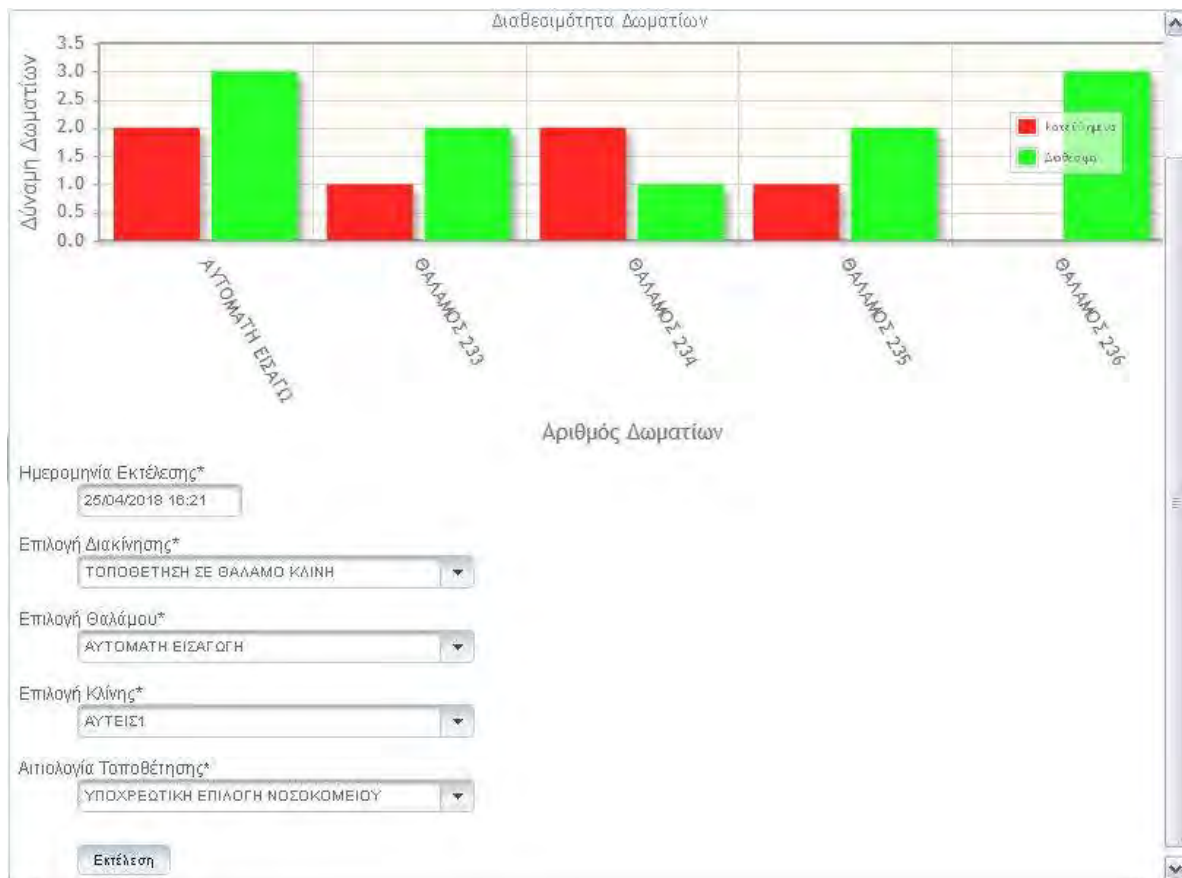 Διαθεσιμότητα Δωματίων
Δύναμη Δωματίων
3.5
3.0
2.5
2.0
1.5
1.0
0.5
0.0
Κατειλημμένα
Διαθέσιμα
ΑΥΤΟΜΑΤΗ ΕΙΣΑΓΩ
ΘΑΛΑΜΟΣ 233
ΘΑΛΑΜΟΣ 234
ΘΑΛΑΜΟΣ 235
ΘΑΛΑΜΟΣ 236
Αριθμός Δωματίων
Ημερομηνία Εκτέλεσης*
25/04/2018 16:21
Επιλογή Διακίνησης*
ΤΟΠΟΘΕΤΗΣΗ ΣΕ ΘΑΛΑΜΟ ΚΛΙΝΗ
Επιλογή Θαλάμου*
ΑΥΤΟΜΑΤΗ ΕΙΣΑΓΩΓΗ
Επιλογή Κλίνης*
ΑΥΤΕΙΣ1
Αιτιολογία Τοποθέτησης*
ΥΠΟΧΡΕΩΤΙΚΗ ΕΠΙΛΟΓΗ ΝΟΣΟΚΟΜΕΙΟΥ
Εκτέλεση